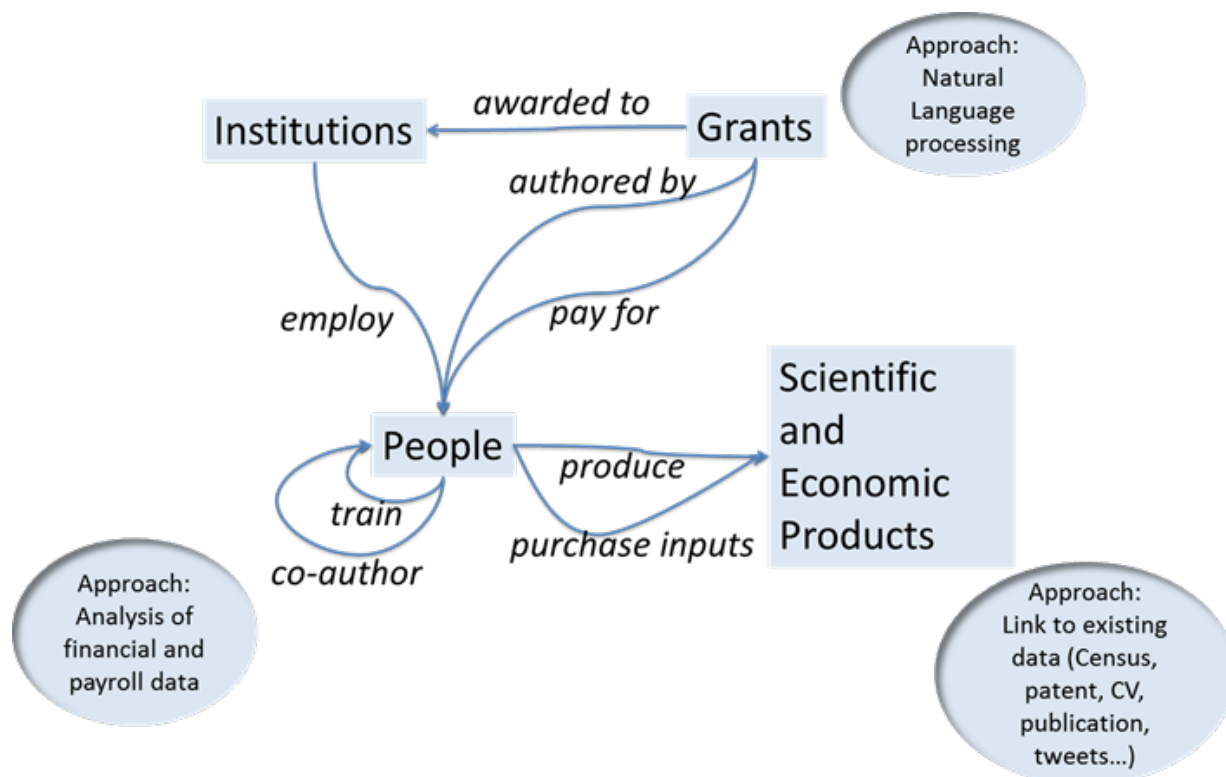 Approach:
Natural
Language
processing
awarded to
Institutions
Grants
authored by
employ
pay for
Scientific
and
Economic
Products
People
produce
train
purchase inputs
co-author
Approach:
Analysis of
financial and
payroll data
Approach:
Link to existing
data (Census,
patent, CV,
publication,
tweets...)